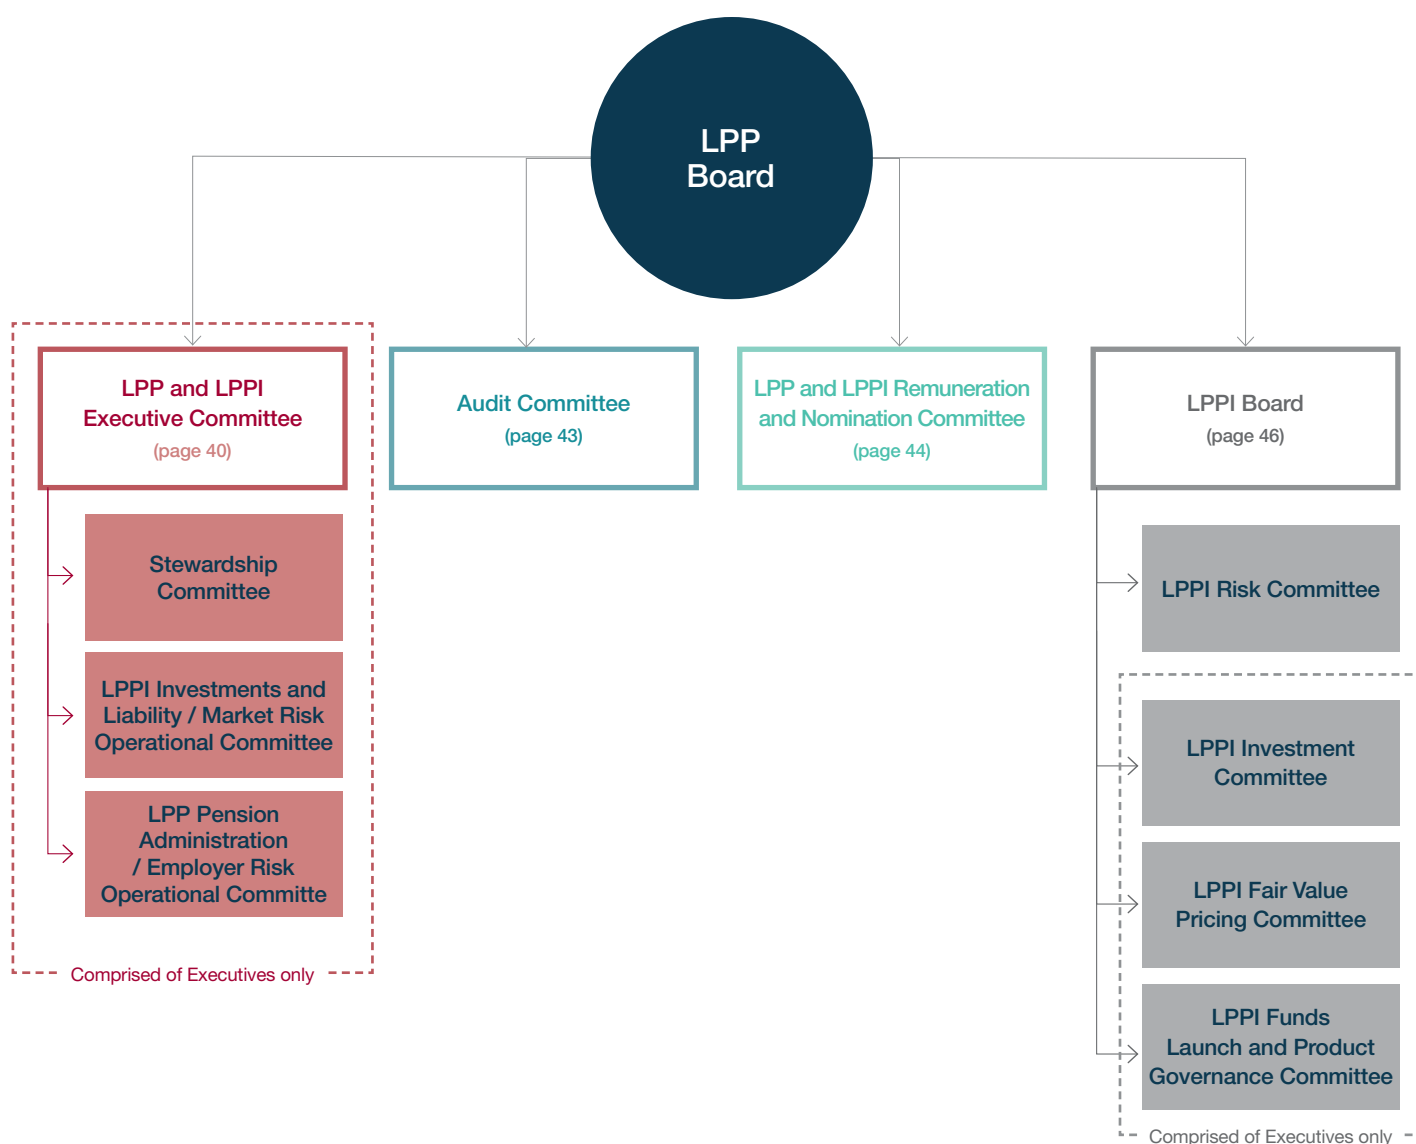 LPP
Board
LPP and LPPI
Executive Committee
(page 40)
Audit Committee
(page 43)
LPP and LPPI Remuneration
and Nomination Committee
(page 44)
LPPI Board
(page 46)
Stewardship
Committee
LPPI Investments and
Liability / Market Risk
Operational Committee
LPP Pension
Administration
/ Employer Risk
Operational Committe
Comprised of Executives only
LPPI Risk Committee
LPPI Investment
Committee
LPPI Fair Value
Pricing Committee
LPPI Funds
Launch and Product
Governance Committee
Comprised of Executives only